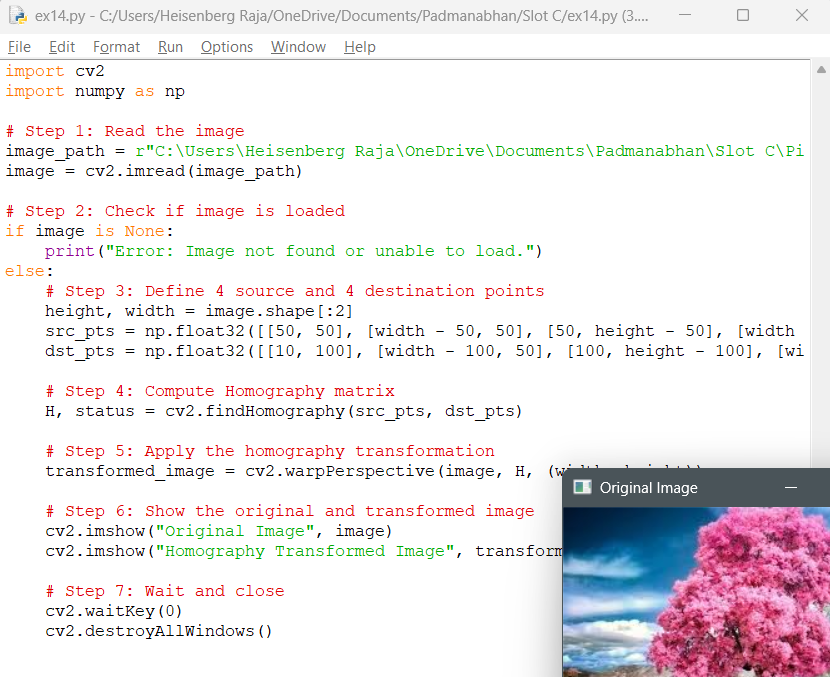 ex14.py - C:/Users/Heisenberg Raja/OneDrive/Documents/Padmanabhan/Slot C/ex14.py (3....
File Edit Format Run Options Window Help
import cv2
import numpy as np
# Step 1: Read the image
image_path = r"C:\Users\Heisenberg Raja\OneDrive\Documents\Padmanabhan\Slot C\Pi
image = cv2.imread(image_path)
# Step 2: Check if image is loaded
if image is None:
    print("Error: Image not found or unable to load.")
else:
    # Step 3: Define 4 source and 4 destination points
    height, width = image.shape[:2]
    src_pts = np.float32([[50, 50], [width - 50, 50], [50, height - 50], [width
    dst_pts = np.float32([[10, 100], [width - 100, 50], [100, height - 100], [wi
    # Step 4: Compute Homography matrix
    H, status = cv2.findHomography(src_pts, dst_pts)
    # Step 5: Apply the homography transformation
    transformed_image = cv2.warpPerspective(image, H, (width, height))
Original Image
    # Step 6: Show the original and transformed image
    cv2.imshow("Original Image", image)
    cv2.imshow("Homography Transformed Image", transform
    # Step 7: Wait and close
    cv2.waitKey(0)
    cv2.destroyAllWindows()